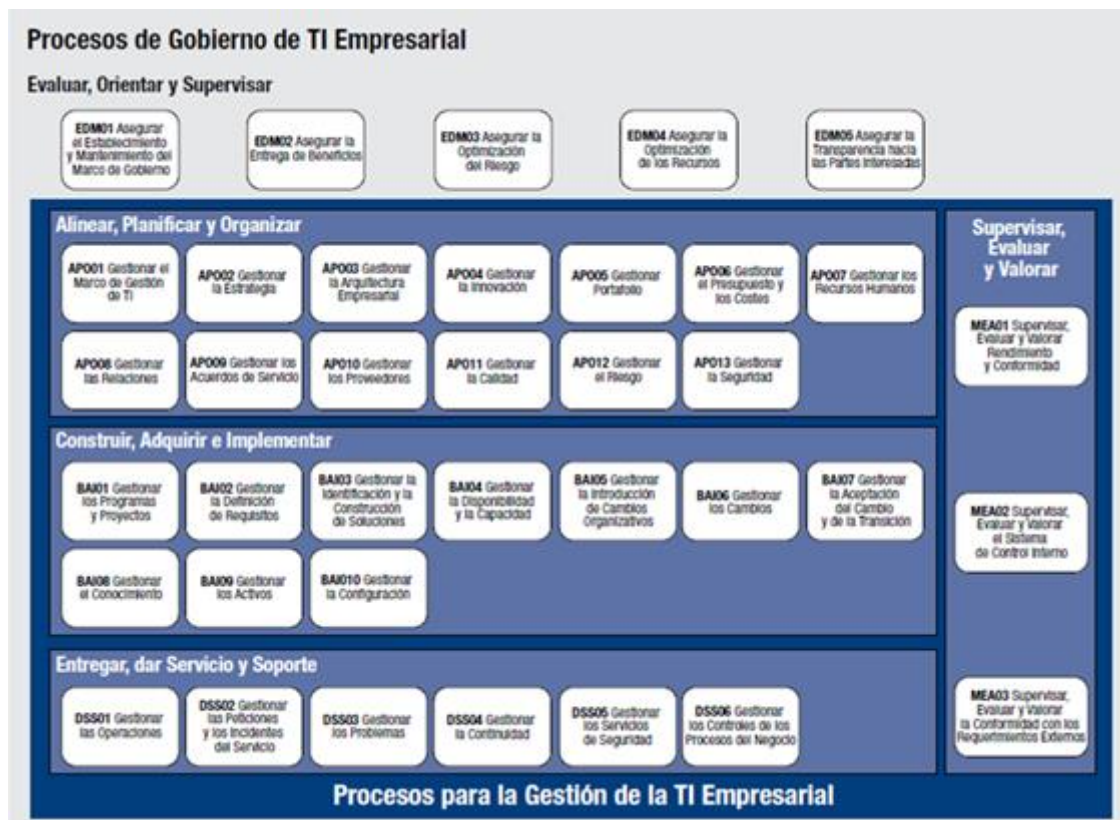 Procesos de Gobierno de TI Empresarial
Evaluar, Orientar y Supervisar
EDM01 Asegurar
el Establecimiento
y Mantenimiento del
Marco de Gobierno
EDM02 Asegurar la
Entrega de Beneficios
EDM03 Asegurar la
Optimización
del Riesgo
EDM04 Asegurar la
Optimización
de los Recursos
EDM05 Asegurar la
Transparencia hacia
las Partes Interesadas
Alinear, Planificar y Organizar
APO01 Gestionar el
Marco de Gestión
de TI
APO02 Gestionar
la Estrategia
APO03 Gestionar
la Arquitectura
Empresarial
APO04 Gestionar
la Innovación
APO05 Gestionar
Portafolio
APO06 Gestionar
el Presupuesto y
los Costes
APO07 Gestionar los
Recursos Humanos
APO08 Gestionar
las Relaciones
APO09 Gestionar los
Acuerdos de Servicio
APO10 Gestionar
los Proveedores
APO11 Gestionar
la Calidad
APO12 Gestionar
el Riesgo
APO13 Gestionar
la Seguridad
Construir, Adquirir e Implementar
BAI01 Gestionar
los Programas
y Proyectos
BAI02 Gestionar
la Definición
de Requisitos
BAI03 Gestionar la
Identificación y la
Construcción
de Soluciones
BAI04 Gestionar
la Disponibilidad
y la Capacidad
BAI05 Gestionar
la Introducción
de Cambios
Organizativos
BAI06 Gestionar
los Cambios
BAI07 Gestionar
la Aceptación
del Cambio
y de la Transición
BAI08 Gestionar
el Conocimiento
BAI09 Gestionar
los Activos
BAI010 Gestionar
la Configuración
Entregar, dar Servicio y Soporte
DSS01 Gestionar
las Operaciones
DSS02 Gestionar
las Peticiones
y los Incidentes
del Servicio
DSS03 Gestionar
los Problemas
DSS04 Gestionar
la Continuidad
DSS05 Gestionar
los Servicios
de Seguridad
DSS06 Gestionar
los Controles de los
Procesos del Negocio
Supervisar,
Evaluar
y Valorar
MEA01 Supervisar,
Evaluar y Valorar
Rendimiento
y Conformidad
MEA02 Supervisar,
Evaluar y Valorar
el Sistema
de Control Interno
MEA03 Supervisar,
Evaluar y Valorar
la Conformidad con los
Requerimientos Externos
Procesos para la Gestión de la TI Empresarial